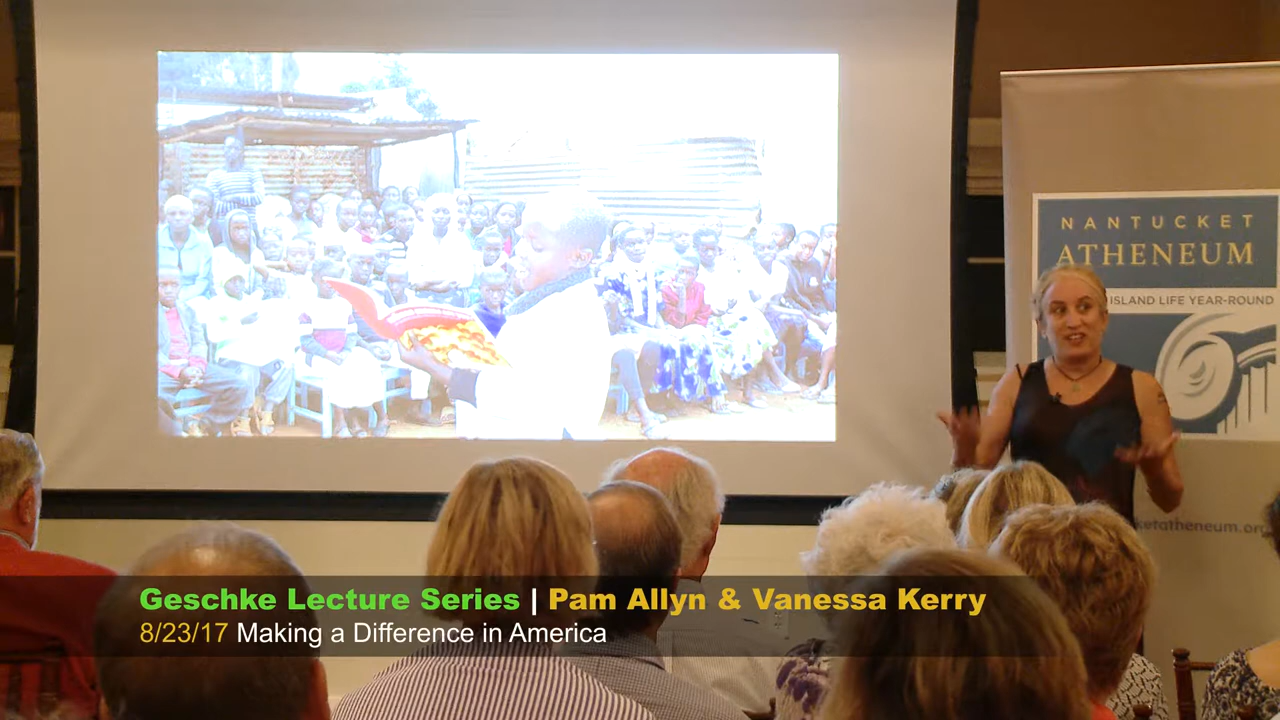 NANTUCKET
ATHENEUM
ISLAND LIFE YEAR-ROUND
ketatheneum.org
Geschke Lecture Series | Pam Allyn & Vanessa Kerry
8/23/17 Making a Difference in America